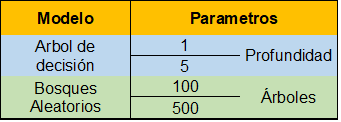 Modelo Parametros
Arbol de decisión 1 Profundidad
5
Bosques Aleatorios 100 Árboles
500